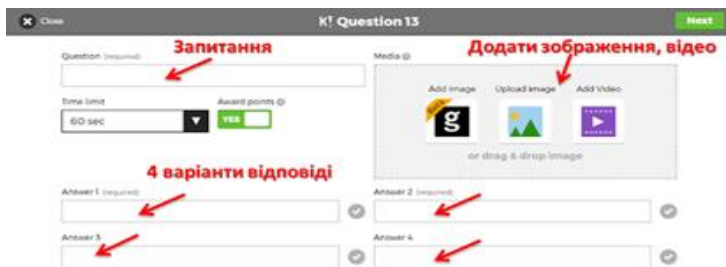 Close K! Question 13 Next
Запитання
Додати зображення, відео
Question (required)
Media
Time limit
Award points
60 sec
YES
Add image Upload image Add Video
g
or drag & drop image
4 варіанти відповіді
Answer 1 (required)
Answer 2 (required)
Answer 3
Answer 4